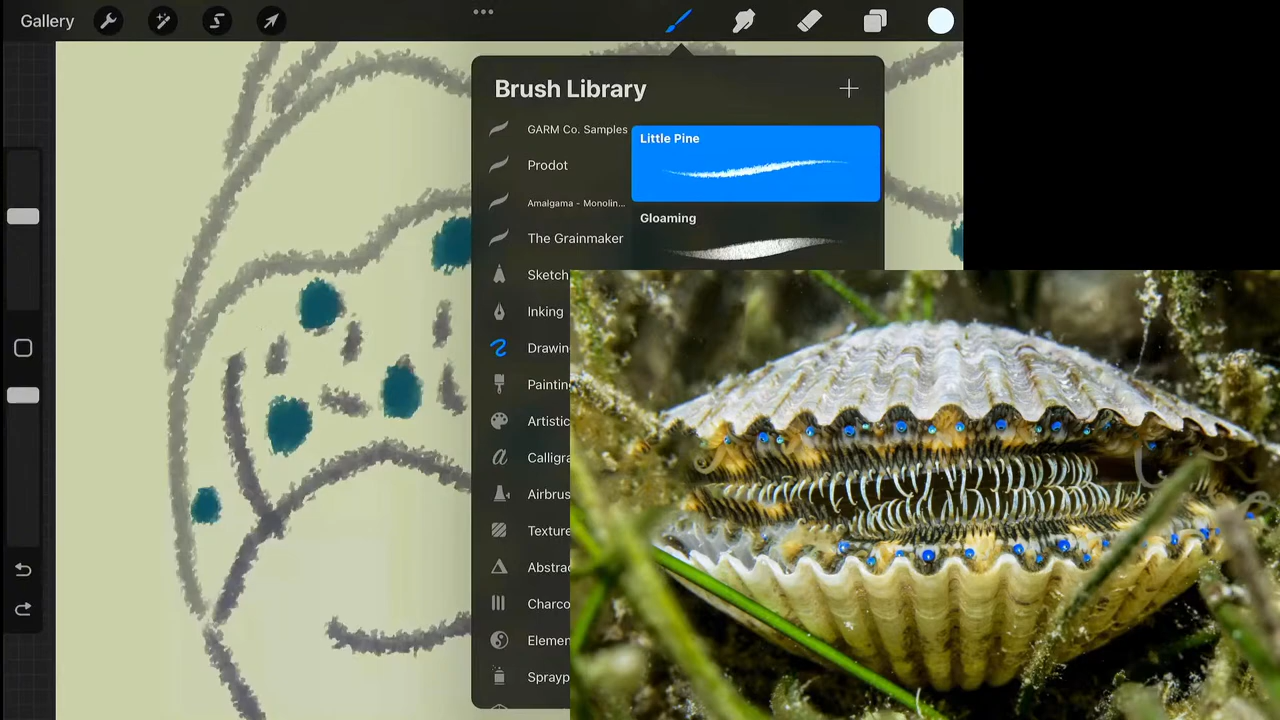 Gallery
Brush Library
GARM Co. Samples
Prodot
Amalgama - Monolin...
The Grainmaker
Sketch
Inking
Drawin
Paintin
Artistic
Calligra
Airbrus
Texture
Abstrac
Charco
Elemen
Sprayp
Little Pine
Gloaming